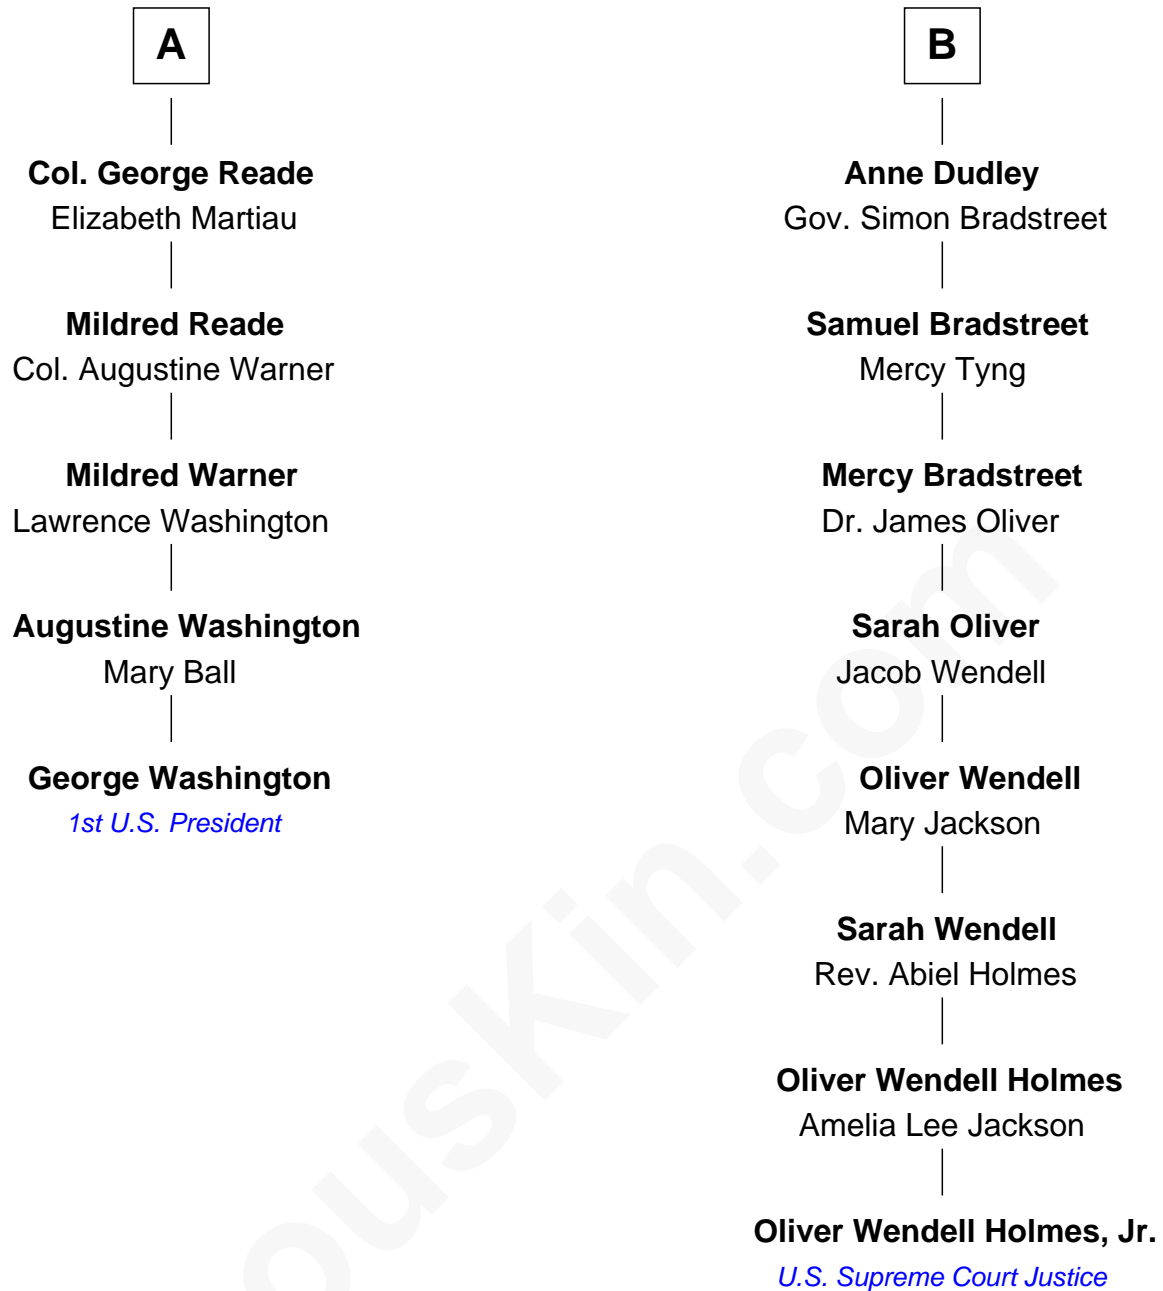 A
Col. George Reade
Elizabeth Martiau
Mildred Reade
Col. Augustine Warner
Mildred Warner
Lawrence Washington
Augustine Washington
Mary Ball
George Washington
1st U.S. President
B
Anne Dudley
Gov. Simon Bradstreet
Samuel Bradstreet
Mercy Tyng
Mercy Bradstreet
Dr. James Oliver
Sarah Oliver
Jacob Wendell
Oliver Wendell
Mary Jackson
Sarah Wendell
Rev. Abiel Holmes
Oliver Wendell Holmes
Amelia Lee Jackson
Oliver Wendell Holmes, Jr.
U.S. Supreme Court Justice
ousKin.com